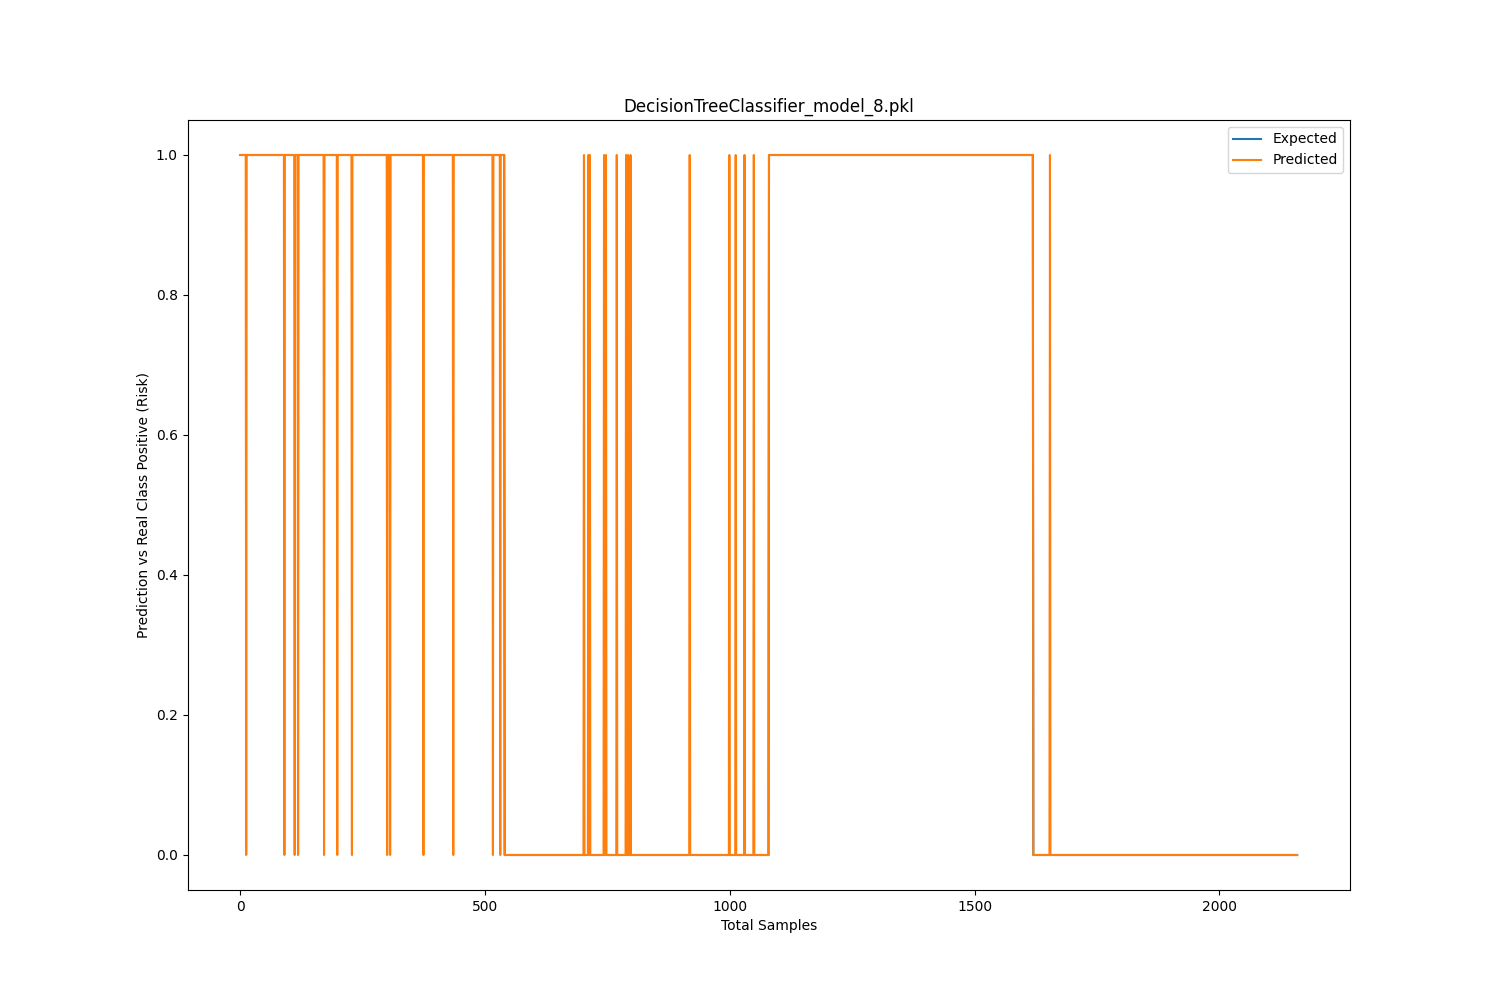 DecisionTreeClassifier_model_8.pkl
Expected
Predicted
1.0
0.8
0.6
0.4
0.2
0.0
Prediction vs Real Class Positive (Risk)
0
500
1000
1500
2000
Total Samples